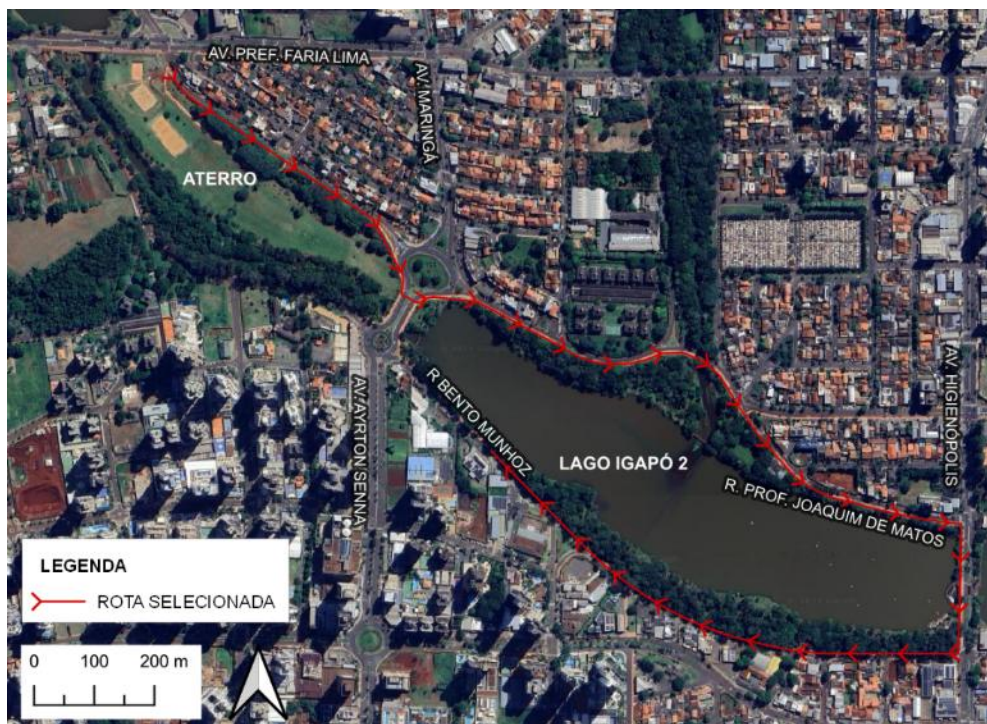 AV. PREF. FARIA LIMA
AV. MARINGÁ
ATERRO
AV. HIGIENÓPOLIS
AV. AYRTON SENNA
R BENTO MUNHOZ
LAGO IGAPÓ 2
R. PROF. JOAQUIM DE MATOS
LEGENDA
ROTA SELECIONADA
0 100 200 m